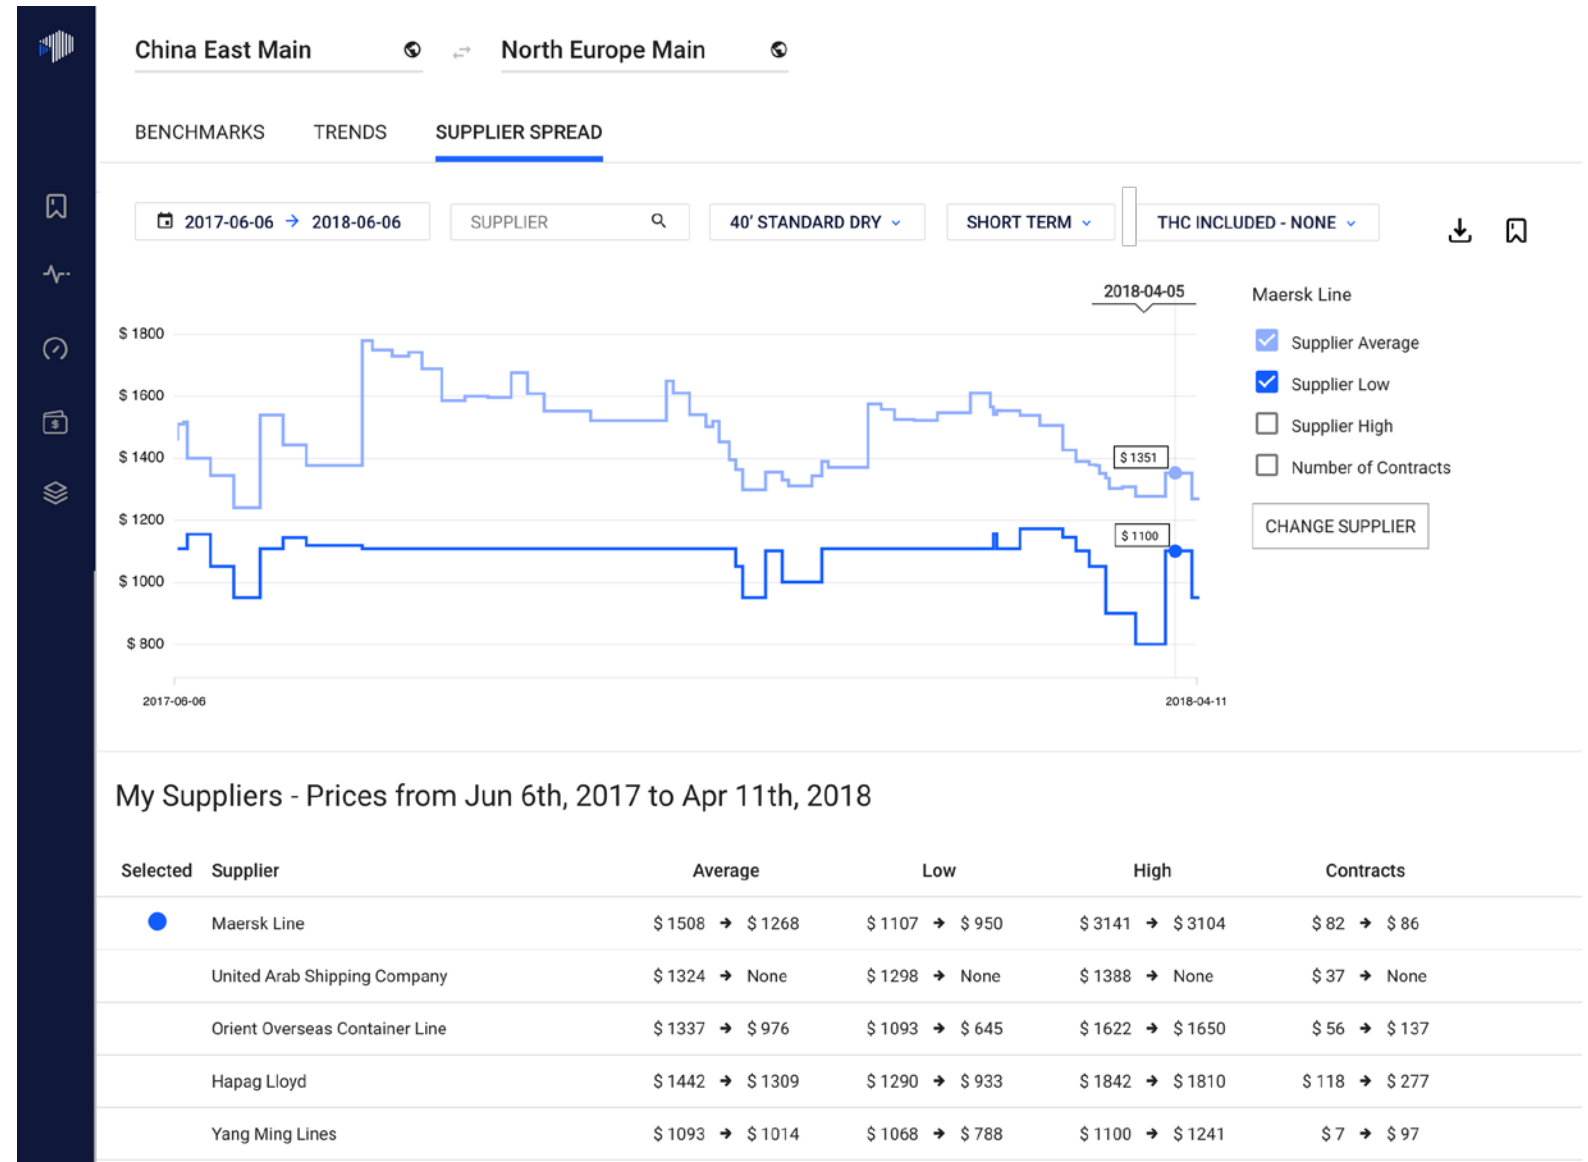 China East Main North Europe Main
BENCHMARKS TRENDS SUPPLIER SPREAD
2017-06-06 → 2018-06-06 SUPPLIER 40' STANDARD DRY SHORT TERM THC INCLUDED - NONE
2018-04-05
Maersk Line
Supplier Average
Supplier Low
Supplier High
Number of Contracts
CHANGE SUPPLIER
$ 1800
$ 1600
$ 1400
$ 1200
$ 1000
$ 800
$ 1351
$ 1100
2017-06-06 2018-04-11
My Suppliers - Prices from Jun 6th, 2017 to Apr 11th, 2018
Selected Supplier Average Low High Contracts
Maersk Line $ 1508 → $ 1268 $ 1107 → $ 950 $ 3141 → $ 3104 $ 82 → $ 86
United Arab Shipping Company $ 1324 → None $ 1298 → None $ 1388 → None $ 37 → None
Orient Overseas Container Line $ 1337 → $ 976 $ 1093 → $ 645 $ 1622 → $ 1650 $ 56 → $ 137
Hapag Lloyd $ 1442 → $ 1309 $ 1290 → $ 933 $ 1842 → $ 1810 $ 118 → $ 277
Yang Ming Lines $ 1093 → $ 1014 $ 1068 → $ 788 $ 1100 → $ 1241 $ 7 → $ 97